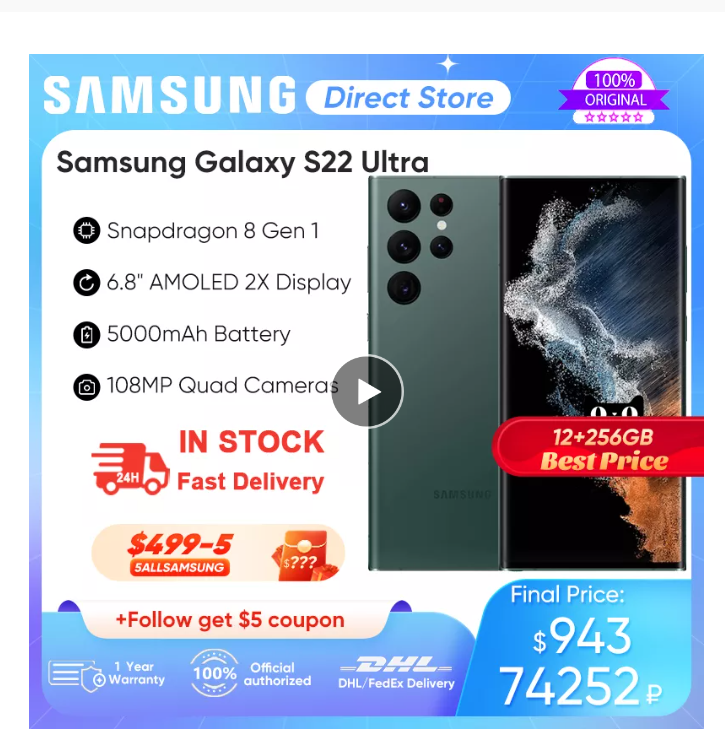 SAMSUNG Direct Store
100%
ORIGINAL
Samsung Galaxy S22 Ultra
Snapdragon 8 Gen 1
6.8" AMOLED 2X Display
5000mAh Battery
108MP Quad Cameras
12+256GB
Best Price
IN STOCK
24H
Fast Delivery
SAMSUNG
$499-5
5ALLSAMSUNG
$???
+Follow get $5 coupon
Final Price:
$943
74252₽
1 Year
Warranty
100%
Official
authorized
DHL
DHL/FedEx Delivery